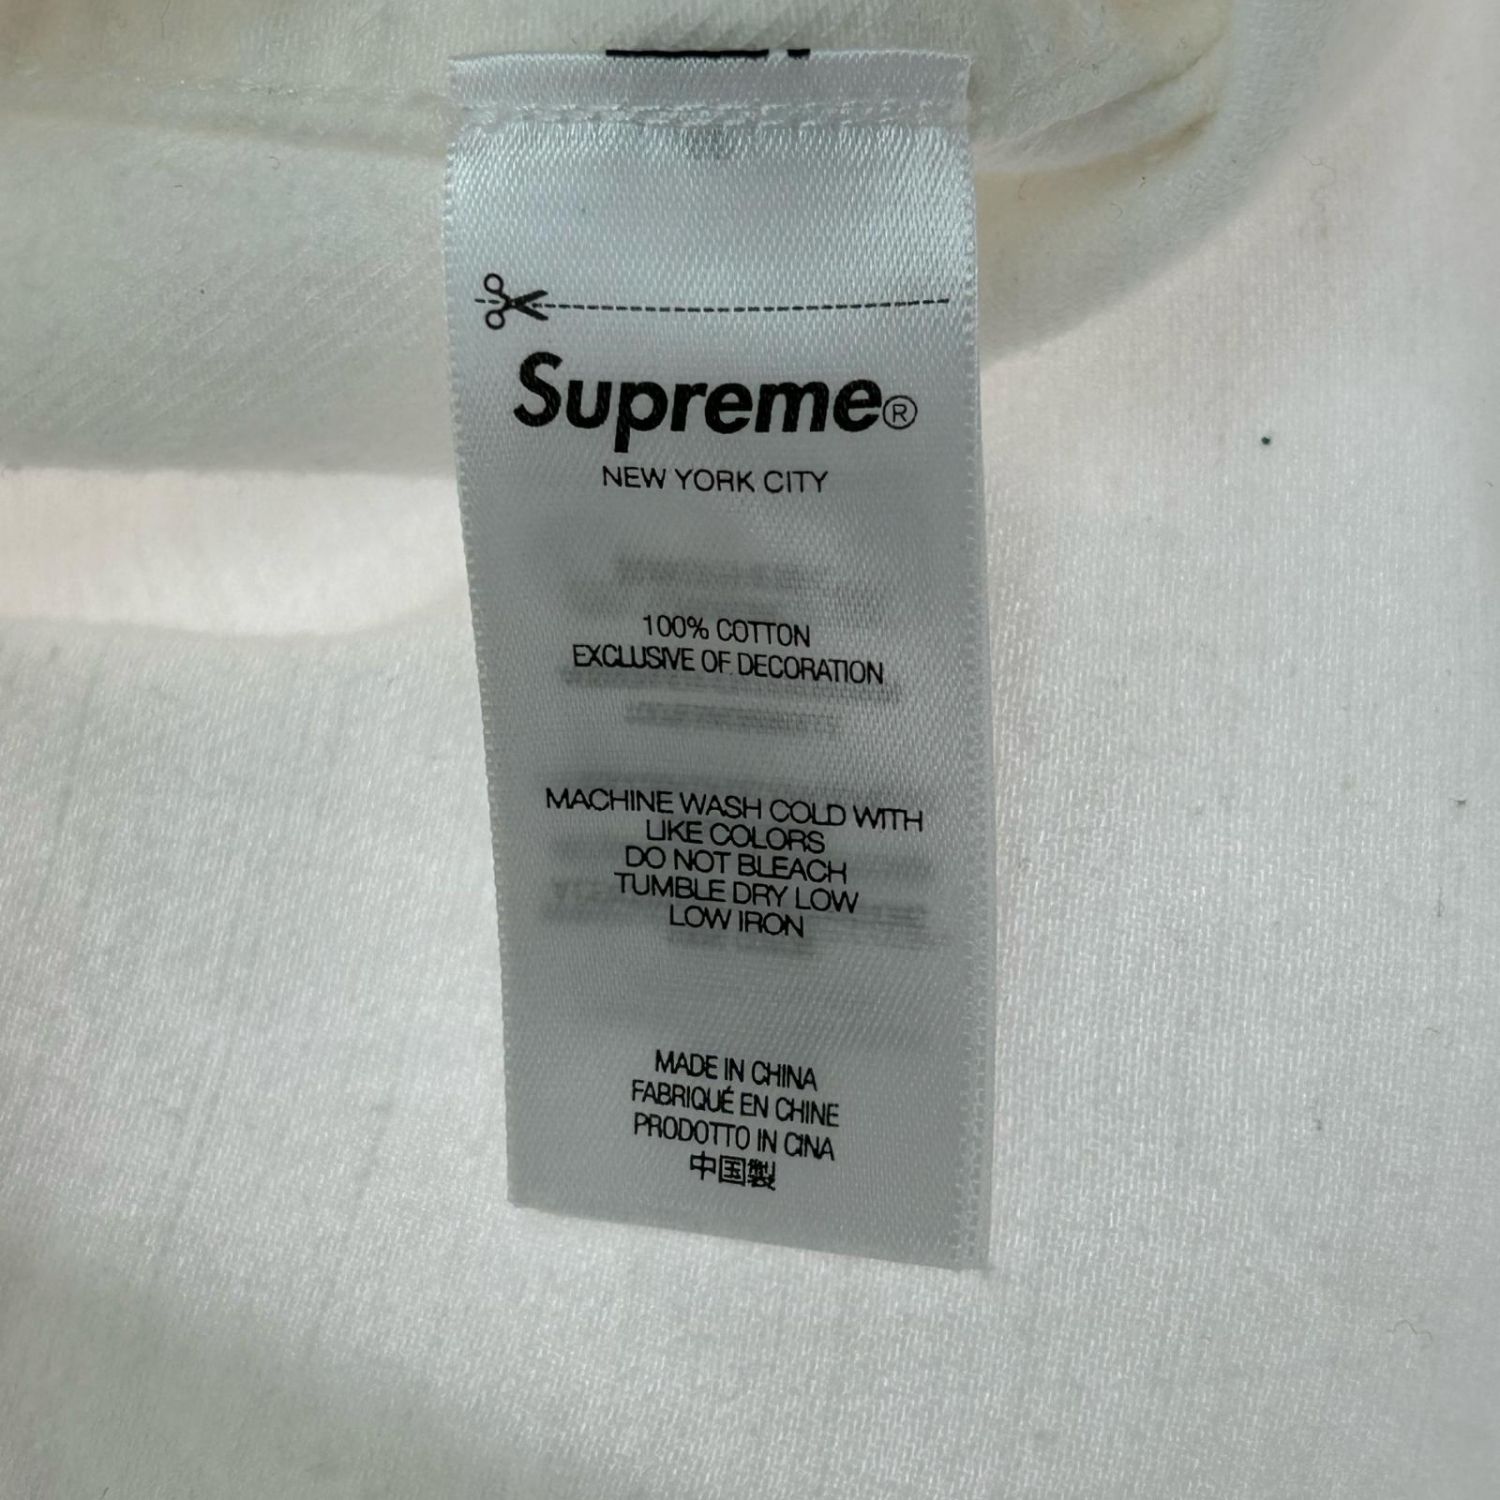 Supreme®
NEW YORK CITY
100% COTTON
EXCLUSIVE OF DECORATION
MACHINE WASH COLD WITH
LIKE COLORS
DO NOT BLEACH
TUMBLE DRY LOW
LOW IRON
MADE IN CHINA
FABRIQUÉ EN CHINE
PRODOTTO IN CINA
中国製